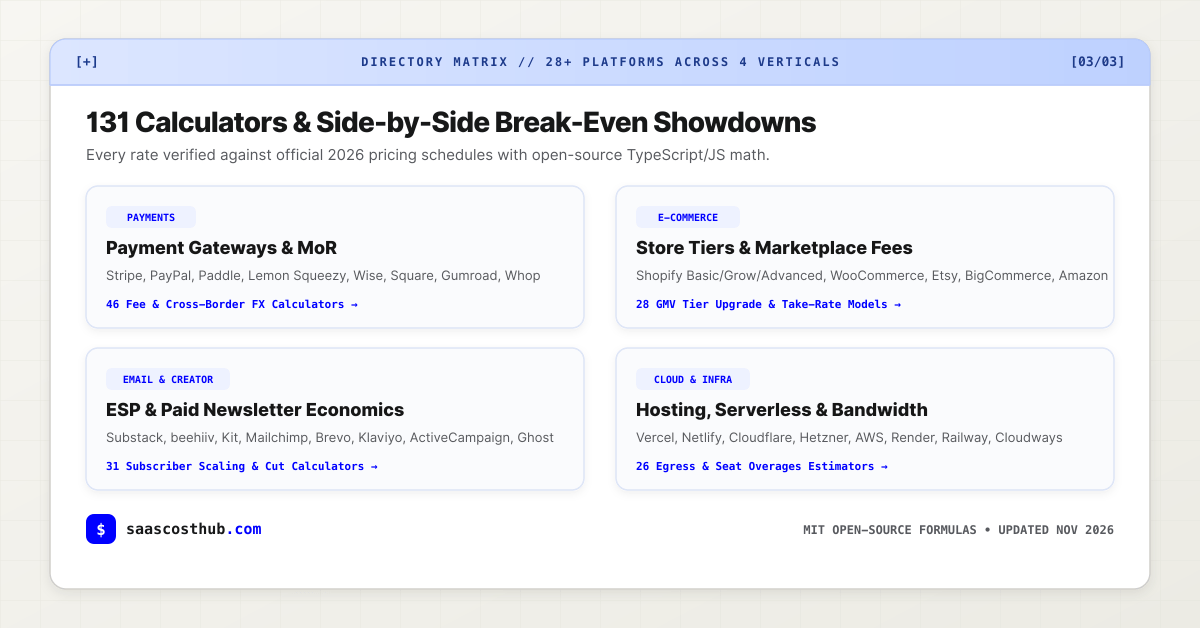 [+]
DIRECTORY MATRIX // 28+ PLATFORMS ACROSS 4 VERTICALS
[03/03]
131 Calculators & Side-by-Side Break-Even Showdowns
Every rate verified against official 2026 pricing schedules with open-source TypeScript/JS math.
PAYMENTS
Payment Gateways & MoR
Stripe, PayPal, Paddle, Lemon Squeezy, Wise, Square, Gumroad, Whop
46 Fee & Cross-Border FX Calculators →
E-COMMERCE
Store Tiers & Marketplace Fees
Shopify Basic/Grow/Advanced, WooCommerce, Etsy, BigCommerce, Amazon
28 GMV Tier Upgrade & Take-Rate Models →
EMAIL & CREATOR
ESP & Paid Newsletter Economics
Substack, beehiiv, Kit, Mailchimp, Brevo, Klaviyo, ActiveCampaign, Ghost
31 Subscriber Scaling & Cut Calculators →
CLOUD & INFRA
Hosting, Serverless & Bandwidth
Vercel, Netlify, Cloudflare, Hetzner, AWS, Render, Railway, Cloudways
26 Egress & Seat Overages Estimators →
$ saascosthub.com
MIT OPEN-SOURCE FORMULAS • UPDATED NOV 2026